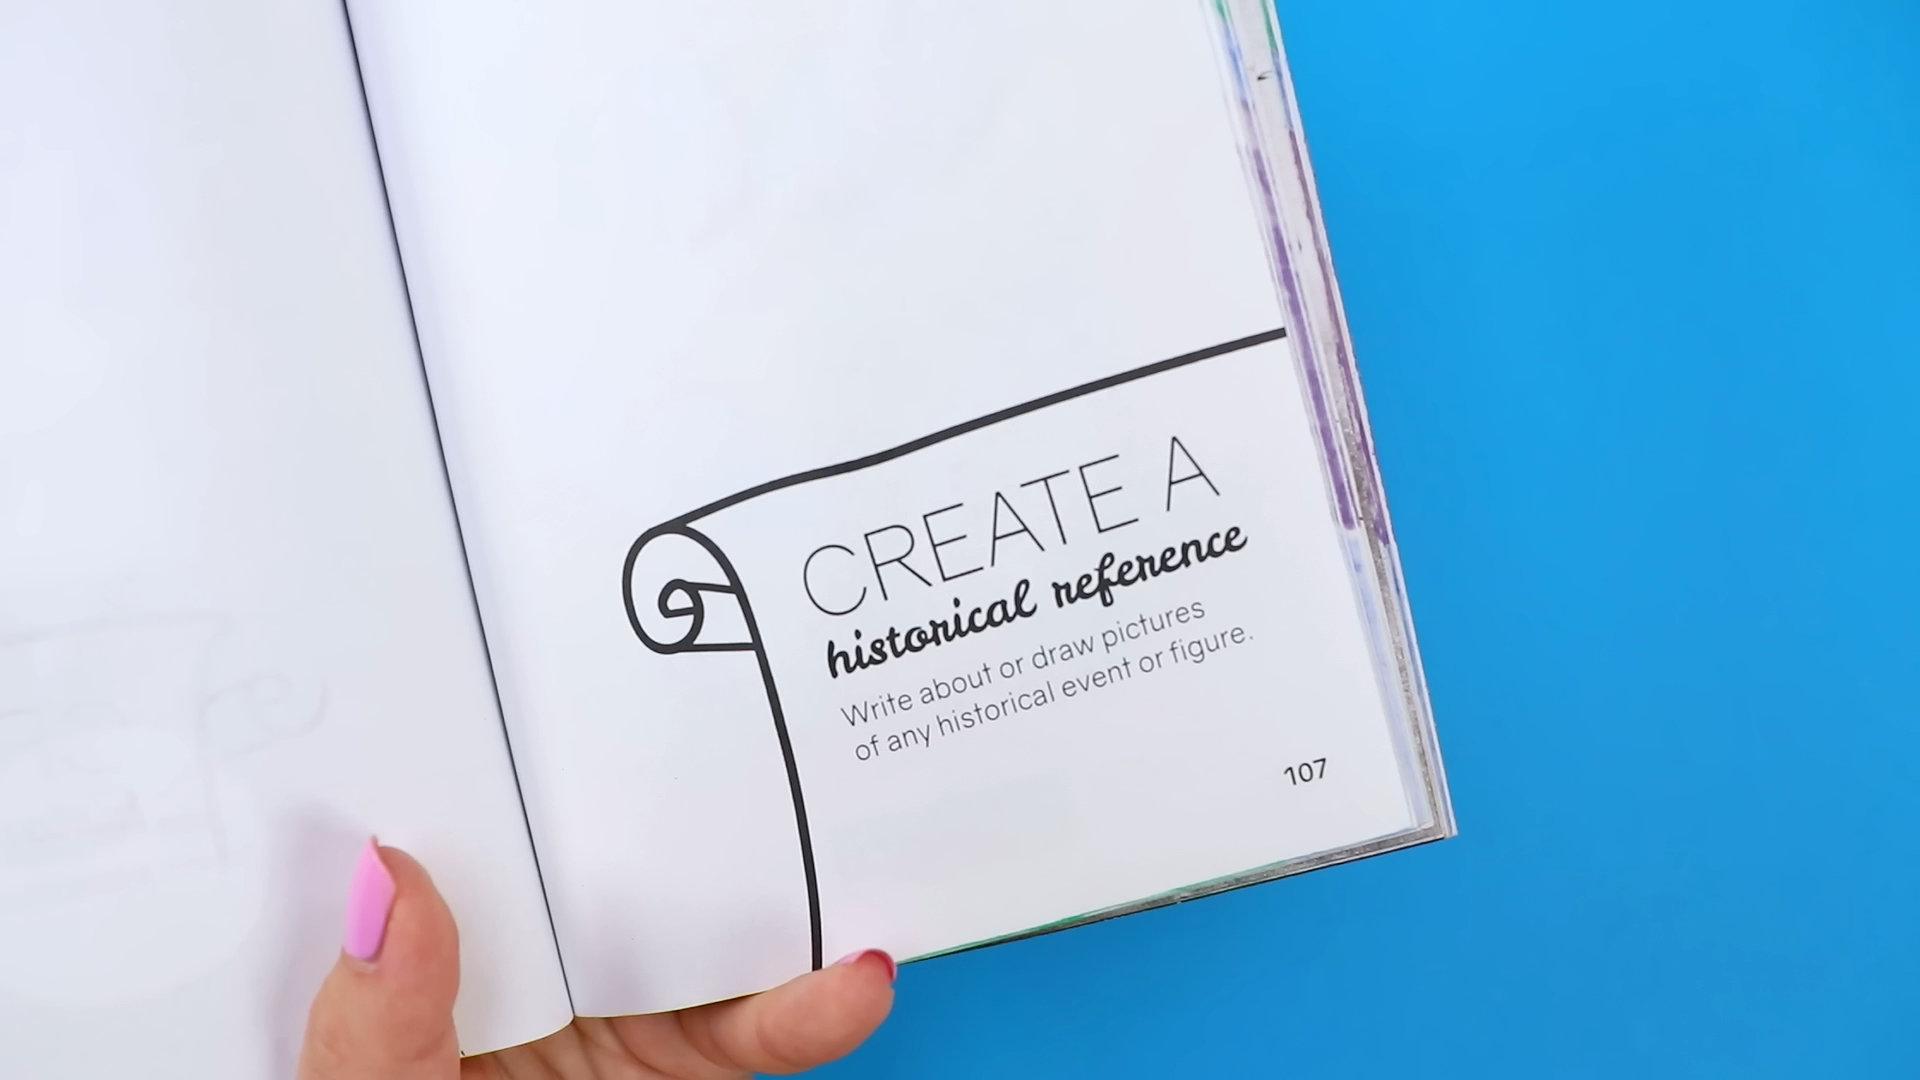 CREATE A
historical reference
Write about or draw pictures
of any historical event or figure.
107